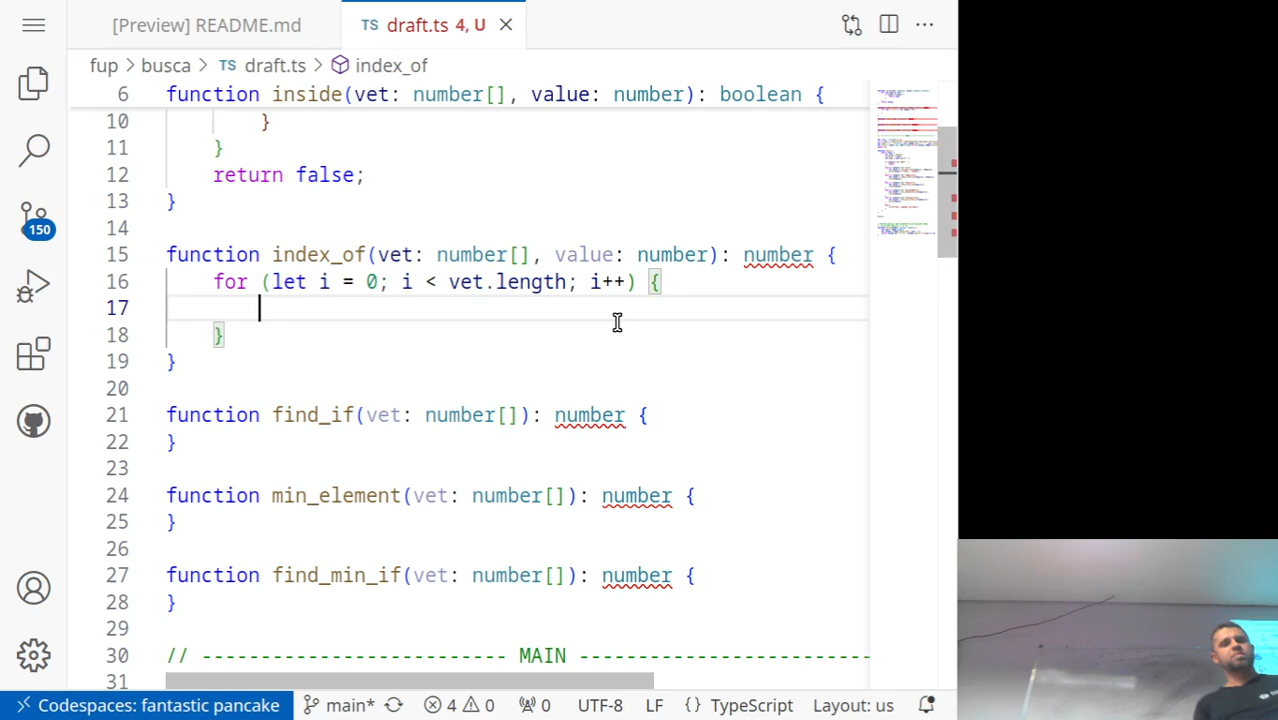 [Preview] README.md
TS draft.ts 4, U
fup > busca > TS draft.ts > index_of
6 function inside(vet: number[], value: number): boolean {
10 }
11 }
12 return false;
13 }
14
15 function index_of(vet: number[], value: number): number {
16 for (let i = 0; i < vet.length; i++) {
17
18 }
19 }
20
21 function find_if(vet: number[]): number {
22 }
23
24 function min_element(vet: number[]): number {
25 }
26
27 function find_min_if(vet: number[]): number {
28 }
29
30 // -------------------------- MAIN ---------------------------
31
150
Codespaces: fantastic pancake main* 4 0 0 UTF-8 LF {} TypeScript Layout: us